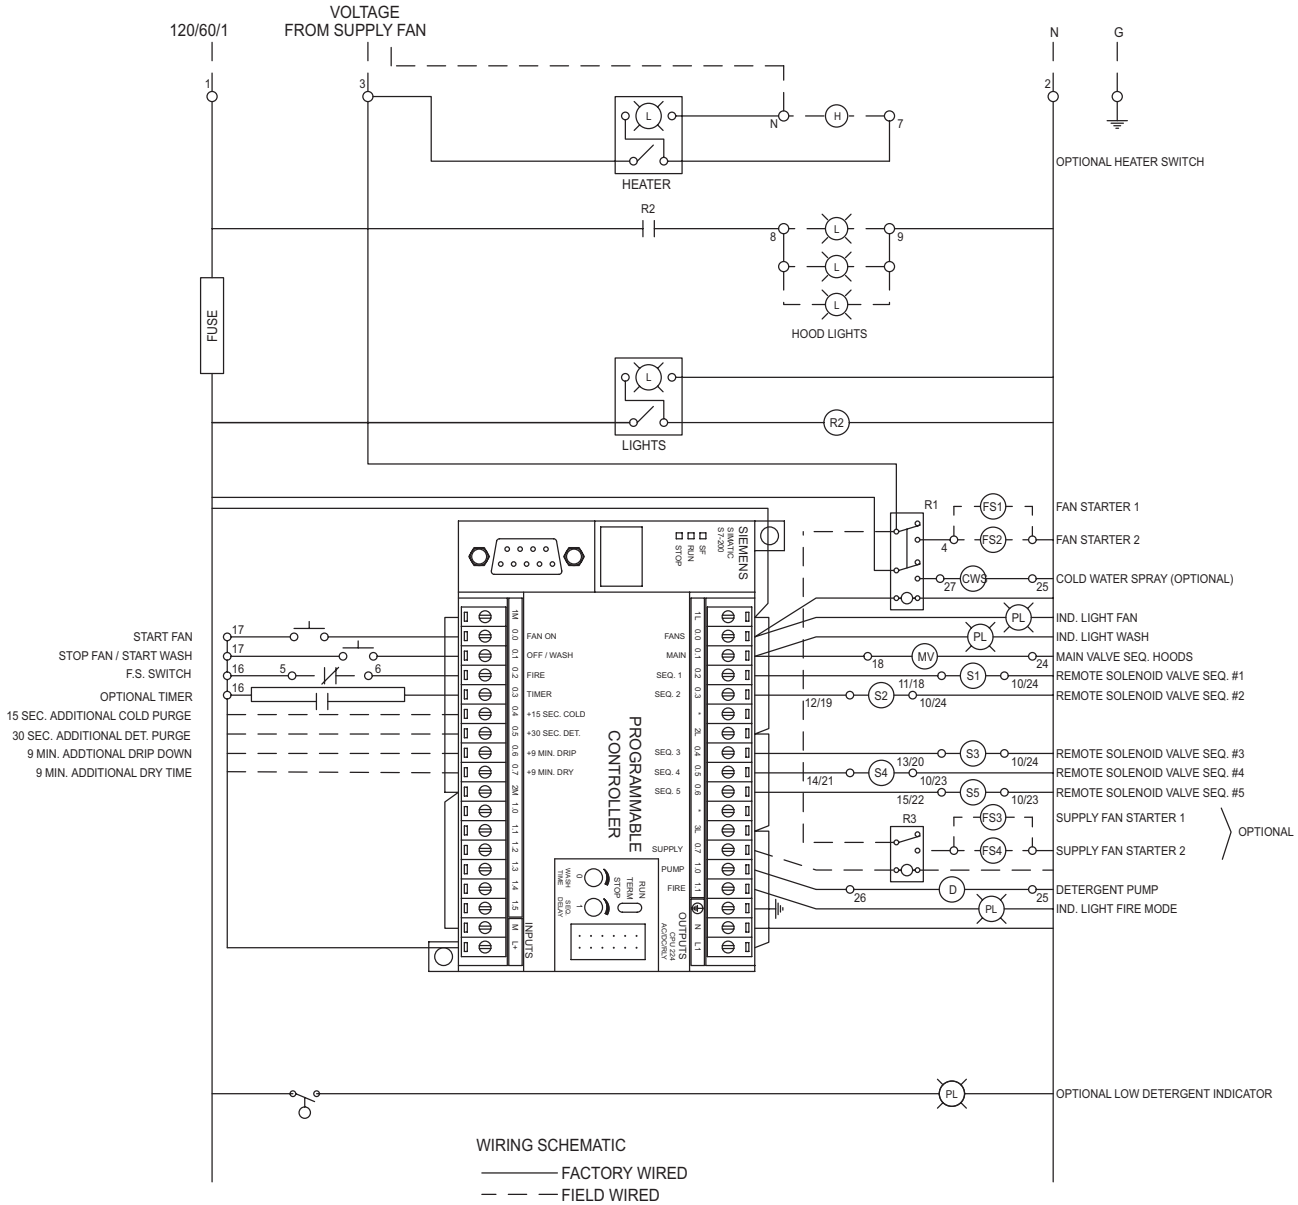 120/60/1
VOLTAGE
FROM SUPPLY FAN
N
G
1
3
2
L
N
H
7
HEATER
OPTIONAL HEATER SWITCH
R2
8
L
9
L
L
HOOD LIGHTS
FUSE
L
R2
LIGHTS
R1
FS1
FAN STARTER 1
4
FS2
FAN STARTER 2
27
CWS
25
COLD WATER SPRAY (OPTIONAL)
SIEMENS
SIMATIC
S7-200
SF
RUN
STOP
START FAN
17
1M
0.0
FAN ON
STOP FAN / START WASH
17
0.1
OFF / WASH
F.S. SWITCH
16
5
6
0.2
FIRE
OPTIONAL TIMER
16
0.3
TIMER
15 SEC. ADDITIONAL COLD PURGE
0.4
+15 SEC. COLD
30 SEC. ADDITIONAL DET. PURGE
0.5
+30 SEC. DET.
9 MIN. ADDTIONAL DRIP DOWN
0.6
+9 MIN. DRIP
9 MIN. ADDITIONAL DRY TIME
0.7
+9 MIN. DRY
2M
1.0
1.1
1.2
1.3
1.4
1.5
M
L+
INPUTS
PROGRAMMABLE
CONTROLLER
WASH
TIME
0
SEQ.
DELAY
1
RUN
TERM
STOP
OUTPUTS
CPU 224
AC/DC/RLY
1L
FANS
0.0
MAIN
0.1
SEQ. 1
0.2
SEQ. 2
0.3
*
2L
SEQ. 3
0.4
SEQ. 4
0.5
SEQ. 5
0.6
*
3L
SUPPLY
0.7
PUMP
1.0
FIRE
1.1
N
L1
PL
IND. LIGHT FAN
PL
IND. LIGHT WASH
18
MV
24
MAIN VALVE SEQ. HOODS
11/18
S1
10/24
REMOTE SOLENOID VALVE SEQ. #1
12/19
S2
10/24
REMOTE SOLENOID VALVE SEQ. #2
13/20
S3
10/24
REMOTE SOLENOID VALVE SEQ. #3
14/21
S4
10/23
REMOTE SOLENOID VALVE SEQ. #4
15/22
S5
10/23
REMOTE SOLENOID VALVE SEQ. #5
R3
FS3
SUPPLY FAN STARTER 1
FS4
SUPPLY FAN STARTER 2
OPTIONAL
26
D
25
DETERGENT PUMP
PL
IND. LIGHT FIRE MODE
PL
OPTIONAL LOW DETERGENT INDICATOR
WIRING SCHEMATIC
FACTORY WIRED
FIELD WIRED